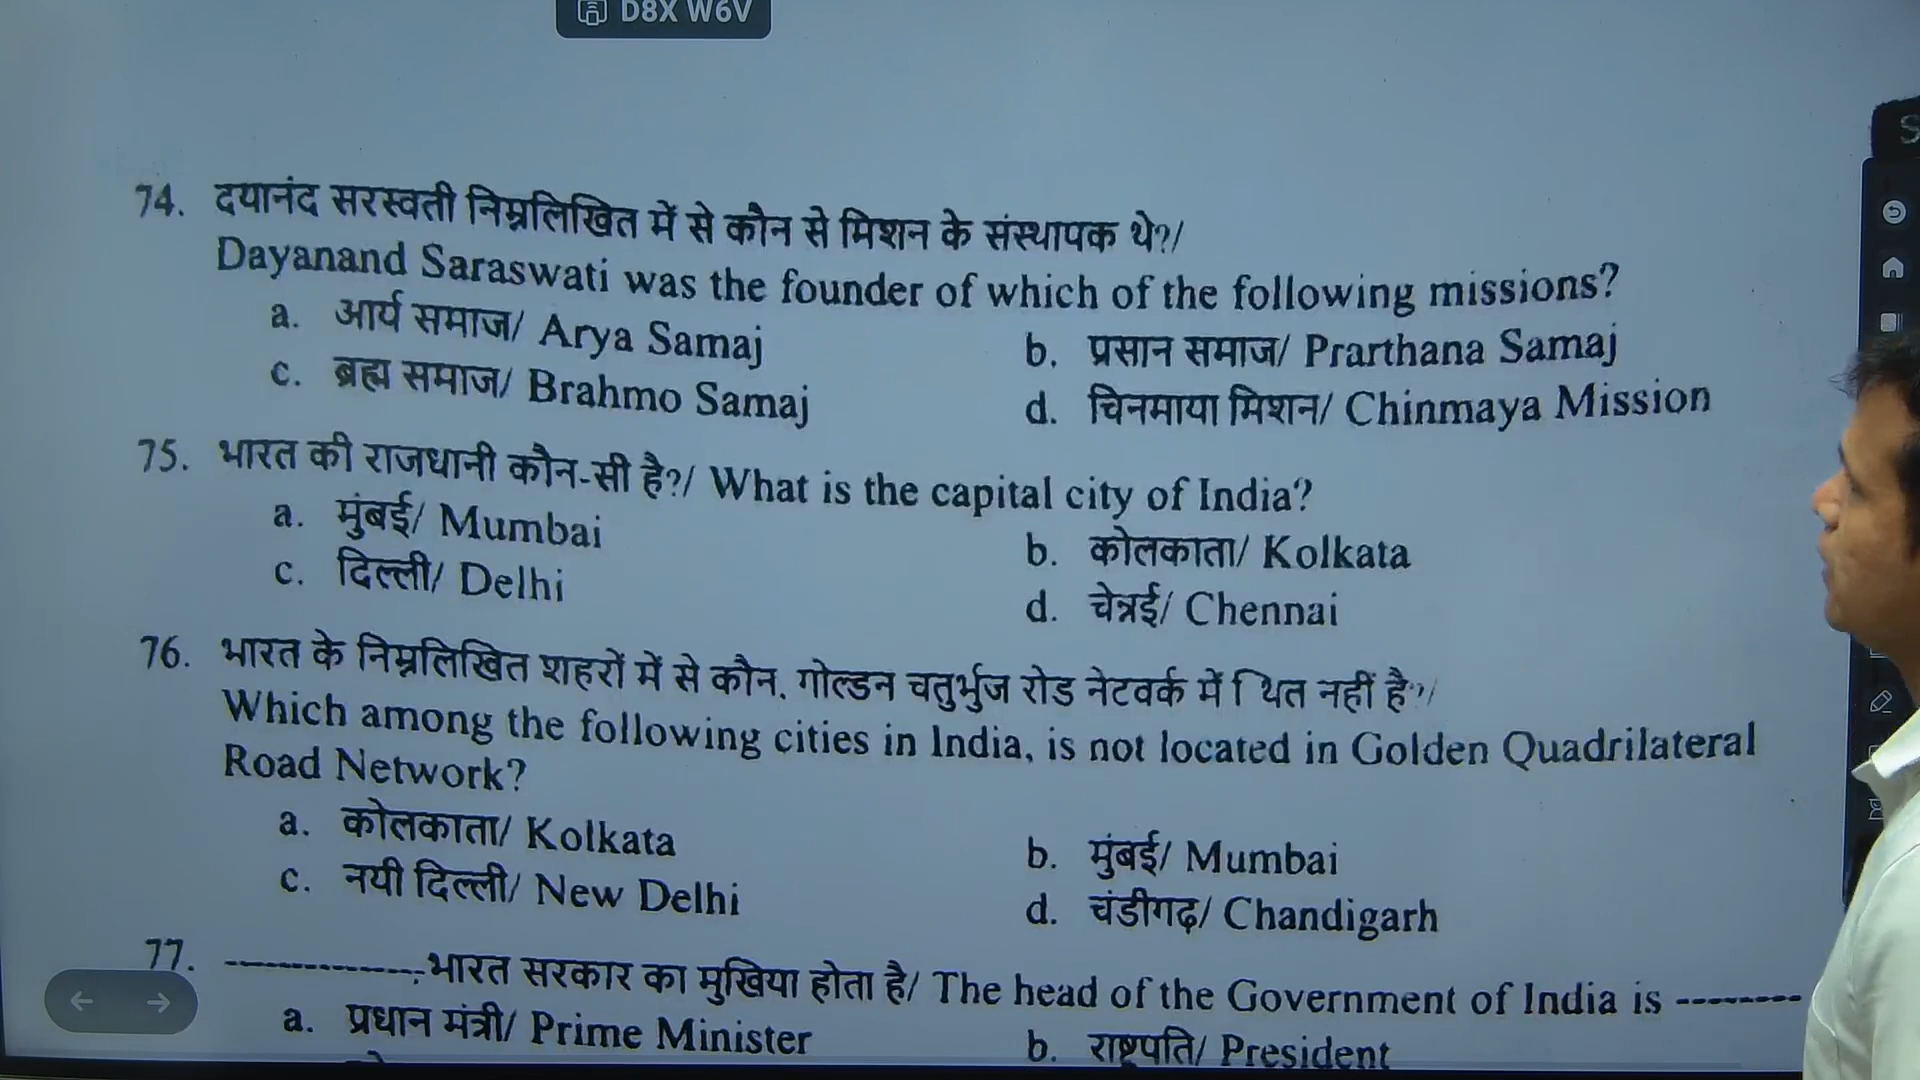 D8X W6V
74. दयानंद सरस्वती निम्नलिखित में से कौन से मिशन के संस्थापक थे?/
Dayanand Saraswati was the founder of which of the following missions?
a. आर्य समाज/ Arya Samaj
b. प्रसान समाज/ Prarthana Samaj
c. ब्रह्म समाज/ Brahmo Samaj
d. चिनमाया मिशन/ Chinmaya Mission
75. भारत की राजधानी कौन-सी है?/ What is the capital city of India?
a. मुंबई/ Mumbai
b. कोलकाता/ Kolkata
c. दिल्ली/ Delhi
d. चेन्नई/ Chennai
76. भारत के निम्नलिखित शहरों में से कौन, गोल्डन चतुर्भुज रोड नेटवर्क में थित नहीं है?/
Which among the following cities in India, is not located in Golden Quadrilateral
Road Network?
a. कोलकाता/ Kolkata
b. मुंबई/ Mumbai
c. नयी दिल्ली/ New Delhi
d. चंडीगढ़/ Chandigarh
77. -------------- भारत सरकार का मुखिया होता है/ The head of the Government of India is ---------
a. प्रधान मंत्री/ Prime Minister
b. राष्ट्रपति/ President